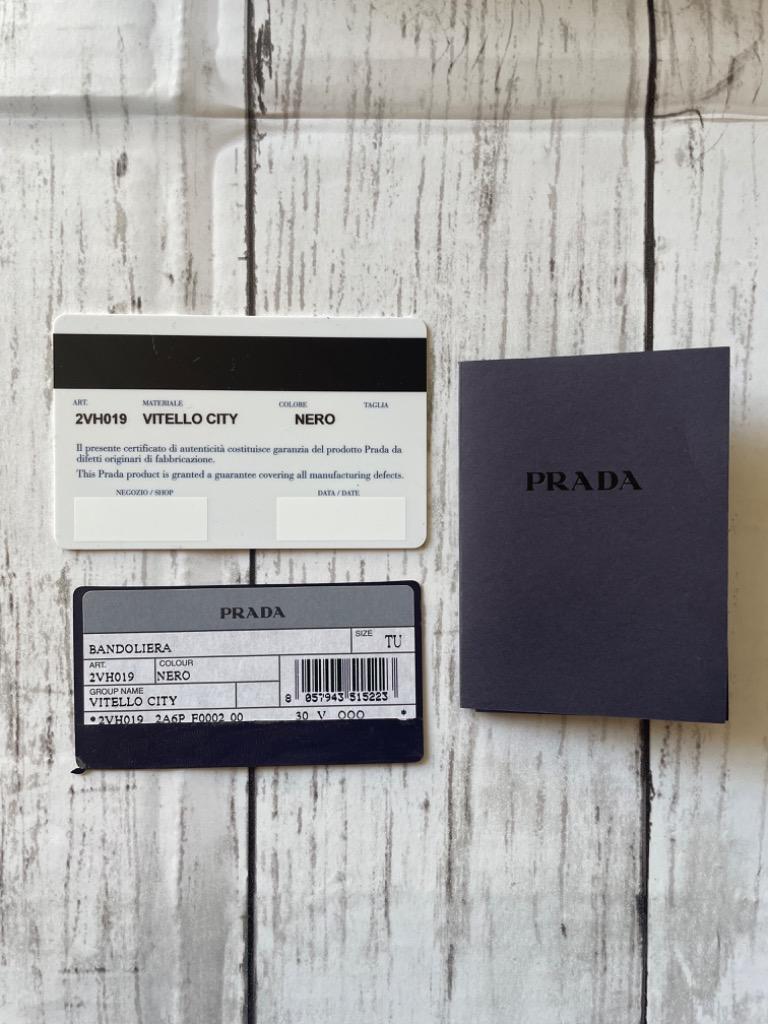 ART. MATERIALE COLORE TAGLIA
2VH019 VITELLO CITY NERO
Il presente certificato di autenticità costituisce garanzia del prodotto Prada da
difetti originari di fabbricazione.
This Prada product is granted a guarantee covering all manufacturing defects.
NEGOZIO / SHOP DATA / DATE
PRADA
PRADA
BANDOLIERA SIZE TU
ART. COLOUR
2VH019 NERO
GROUP NAME
VITELLO CITY
8 057943 515223
*2VH019 2A6P F0002 00 30 V OOO *